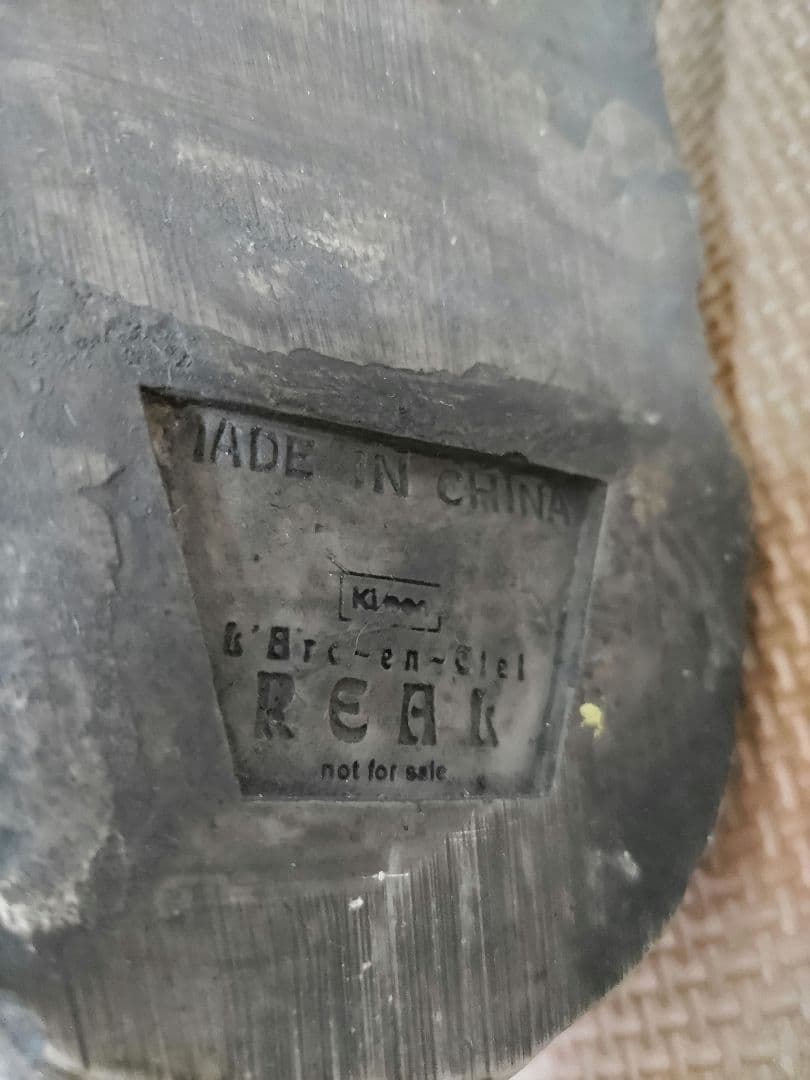 MADE IN CHINA
L'Arc~en~Ciel
REAL
not for sale